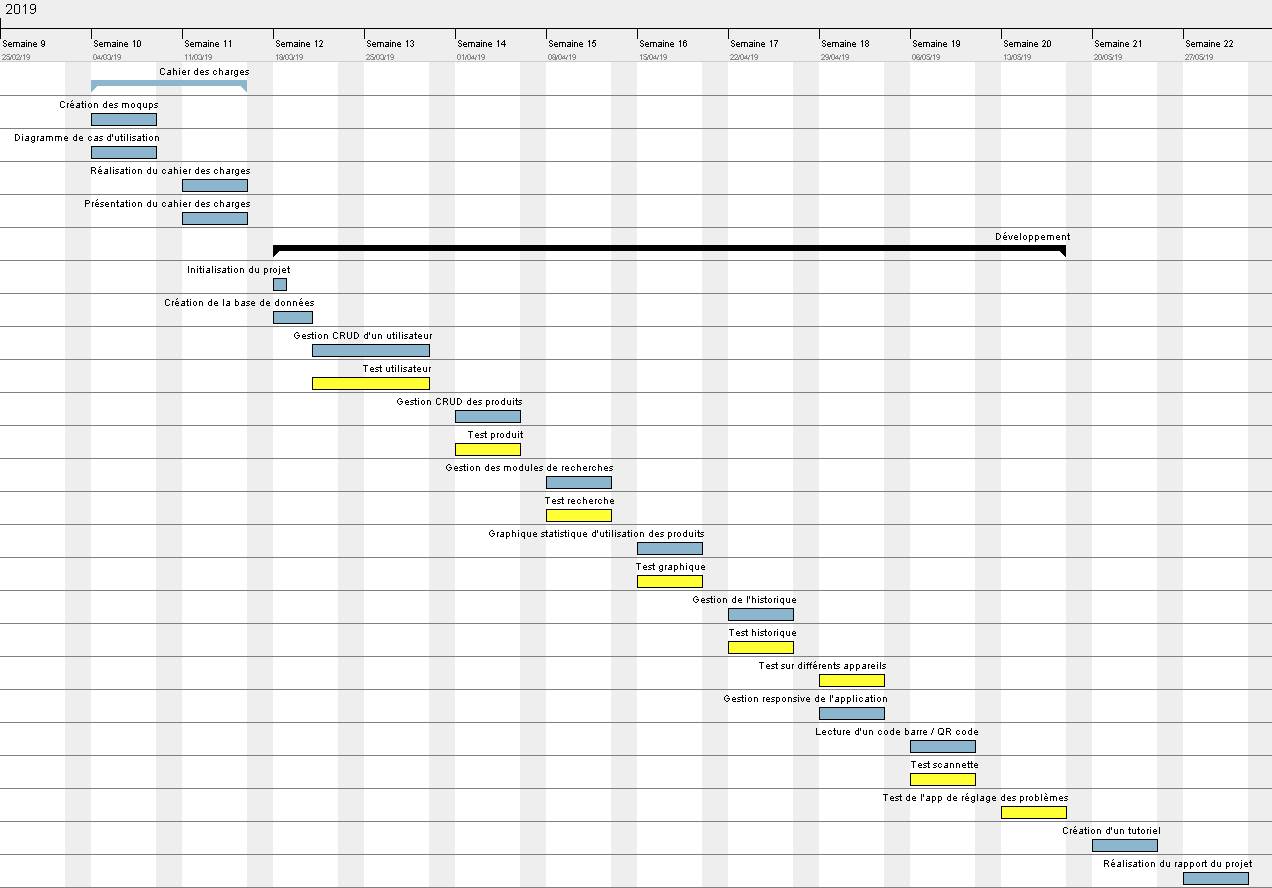 2019
Semaine 9 Semaine 10 Semaine 11 Semaine 12 Semaine 13 Semaine 14 Semaine 15 Semaine 16 Semaine 17 Semaine 18 Semaine 19 Semaine 20 Semaine 21 Semaine 22
25/02/19 04/03/19 11/03/19 18/03/19 25/03/19 01/04/19 08/04/19 15/04/19 22/04/19 29/04/19 06/05/19 13/05/19 20/05/19 27/05/19
Cahier des charges
Création des moqups
Diagramme de cas d'utilisation
Réalisation du cahier des charges
Présentation du cahier des charges
Développement
Initialisation du projet
Création de la base de données
Gestion CRUD d'un utilisateur
Test utilisateur
Gestion CRUD des produits
Test produit
Gestion des modules de recherches
Test recherche
Graphique statistique d'utilisation des produits
Test graphique
Gestion de l'historique
Test historique
Test sur différents appareils
Gestion responsive de l'application
Lecture d'un code barre / QR code
Test scannette
Test de l'app de réglage des problèmes
Création d'un tutoriel
Réalisation du rapport du projet